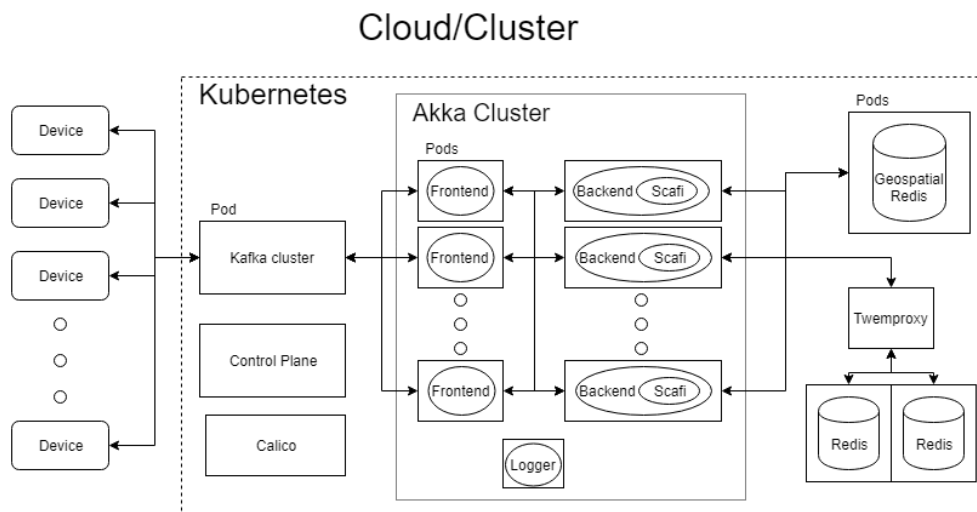 Cloud/Cluster
Kubernetes
Akka Cluster
Pods
Pods
Pod
Device
Device
Device
Device
Kafka cluster
Control Plane
Calico
Frontend
Backend Scafi
Frontend
Backend Scafi
Frontend
Backend Scafi
Logger
Geospatial
Redis
Twemproxy
Redis
Redis